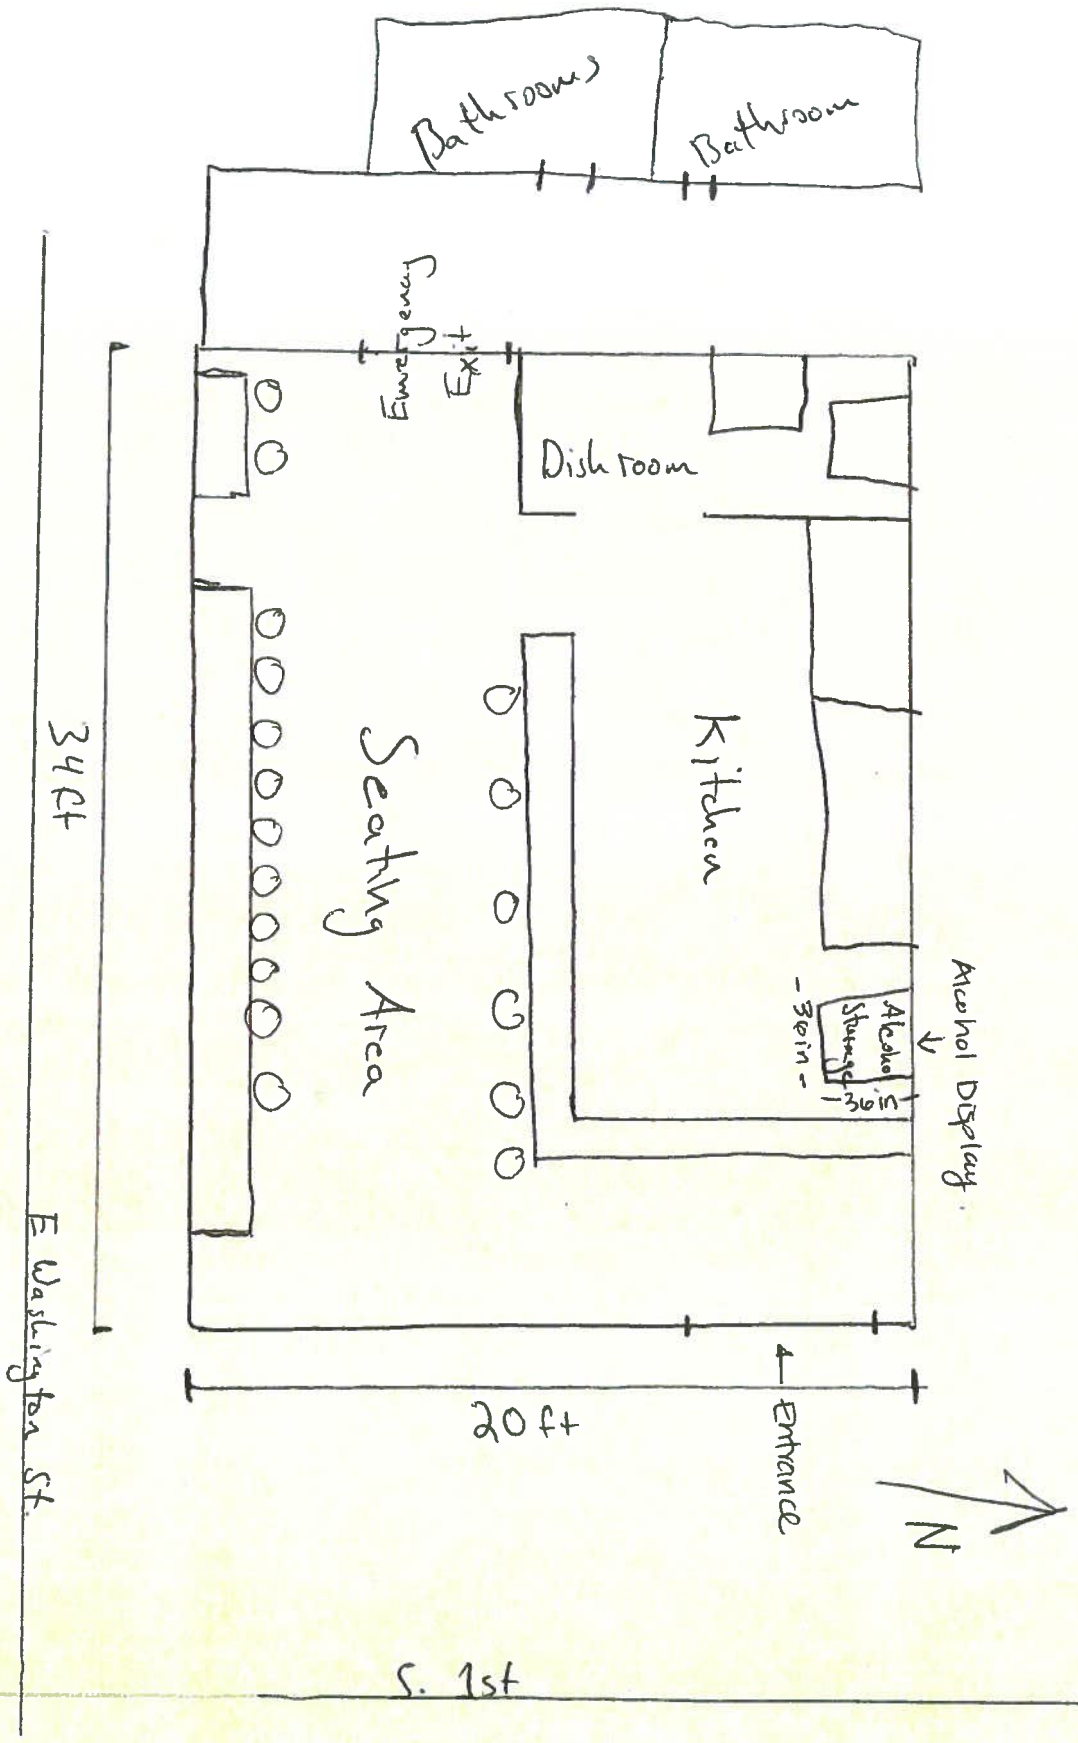 Bathrooms
Bathroom
Emergency
Exit
Dishroom
Kitchen
Seating Area
34ft
Alcohol Display
Alcohol
Storage
-36in-
-36in-
20ft
Entrance
N
E Washington St.
S. 1st